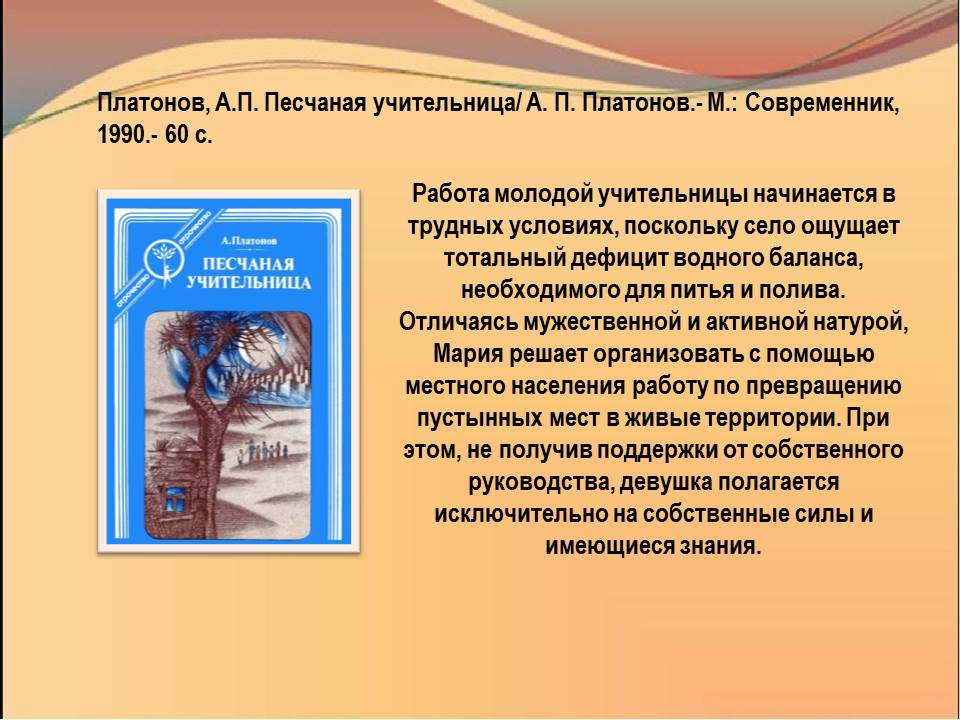 Платонов, А.П. Песчаная учительница/ А. П. Платонов.- М.: Современник,
1990.- 60 с.
отрочество
отрочество
А.Платонов
ПЕСЧАНАЯ
УЧИТЕЛЬНИЦА
Работа молодой учительницы начинается в
трудных условиях, поскольку село ощущает
тотальный дефицит водного баланса,
необходимого для питья и полива.
Отличаясь мужественной и активной натурой,
Мария решает организовать с помощью
местного населения работу по превращению
пустынных мест в живые территории. При
этом, не получив поддержки от собственного
руководства, девушка полагается
исключительно на собственные силы и
имеющиеся знания.